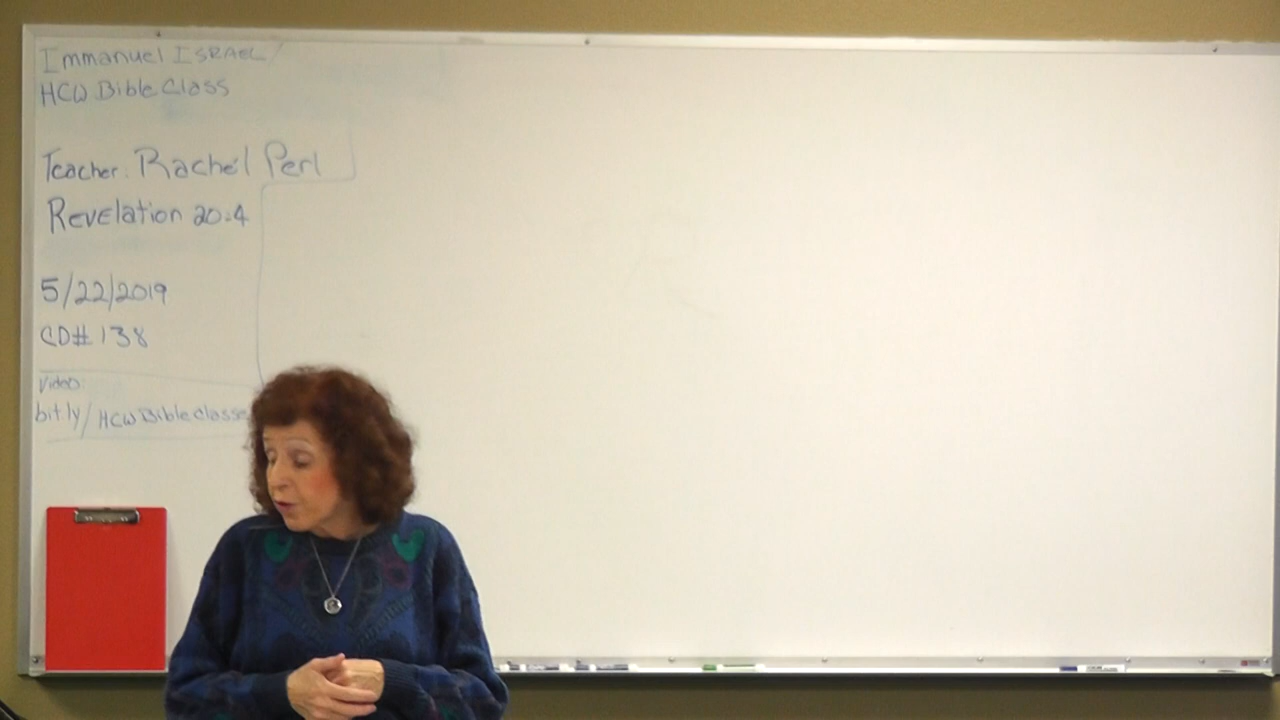 Immanuel ISRAEL/
HCW Bible Class
Teacher: Rachel Perl
Revelation 20:4
5/22/2019
CD# 138
Video
bit.ly/HCWBibleClasse